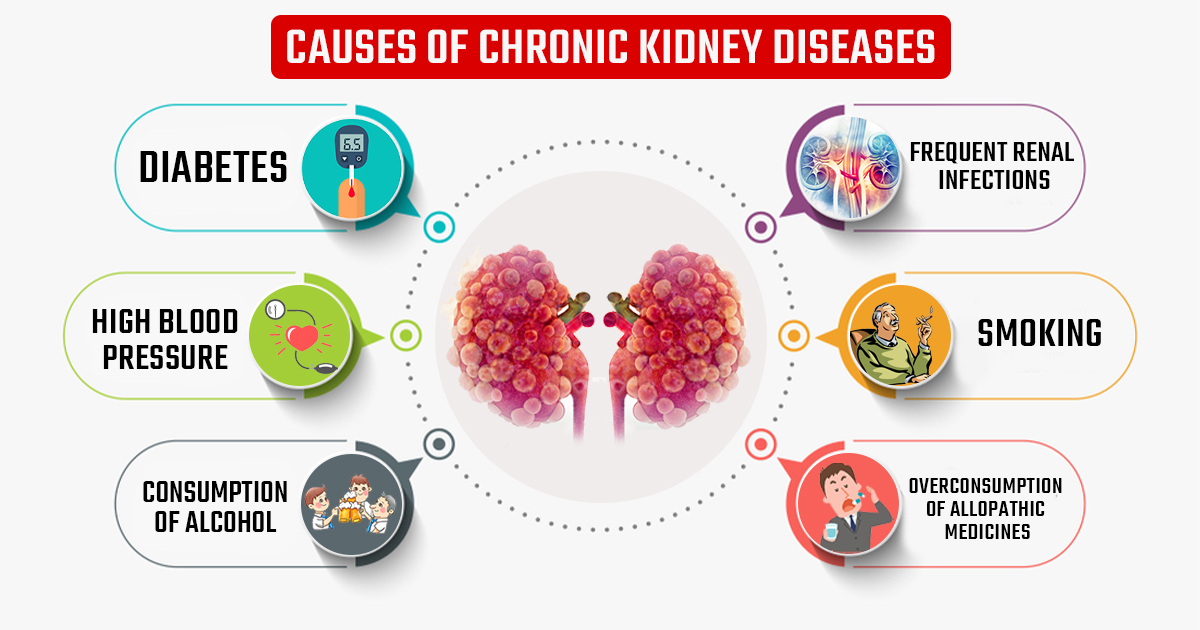 CAUSES OF CHRONIC KIDNEY DISEASES
DIABETES
6.5
HIGH BLOOD
PRESSURE
CONSUMPTION
OF ALCOHOL
FREQUENT RENAL
INFECTIONS
SMOKING
OVERCONSUMPTION
OF ALLOPATHIC
MEDICINES